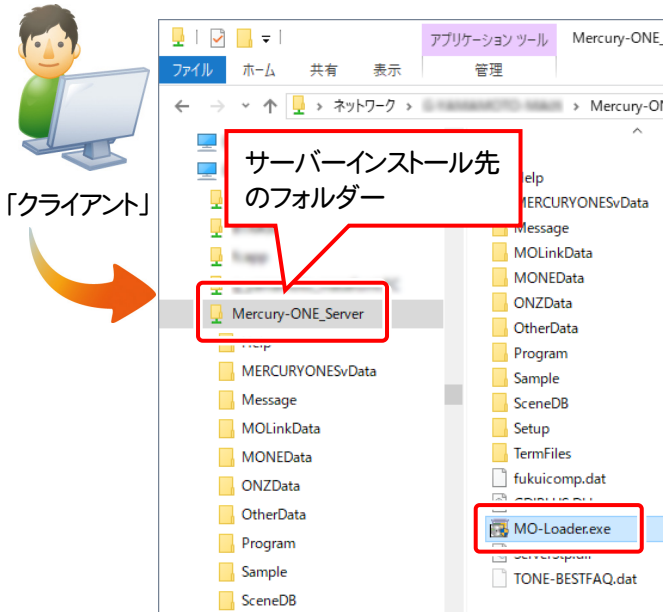 アプリケーション ツール
Mercury-ONE_
ファイル
ホーム
共有
表示
管理
ネットワーク
Mercury-ON
「クライアント」
サーバーインストール先
のフォルダー
Mercury-ONE_Server
Help
MERCURYONESvData
Message
MOLinkData
MONEData
ONZData
OtherData
Program
Sample
SceneDB
elp
MERCURYONESvData
Message
MOLinkData
MONEData
ONZData
OtherData
Program
Sample
SceneDB
Setup
TermFiles
fukuicomp.dat
MO-Loader.exe
TONE-BESTFAQ.dat